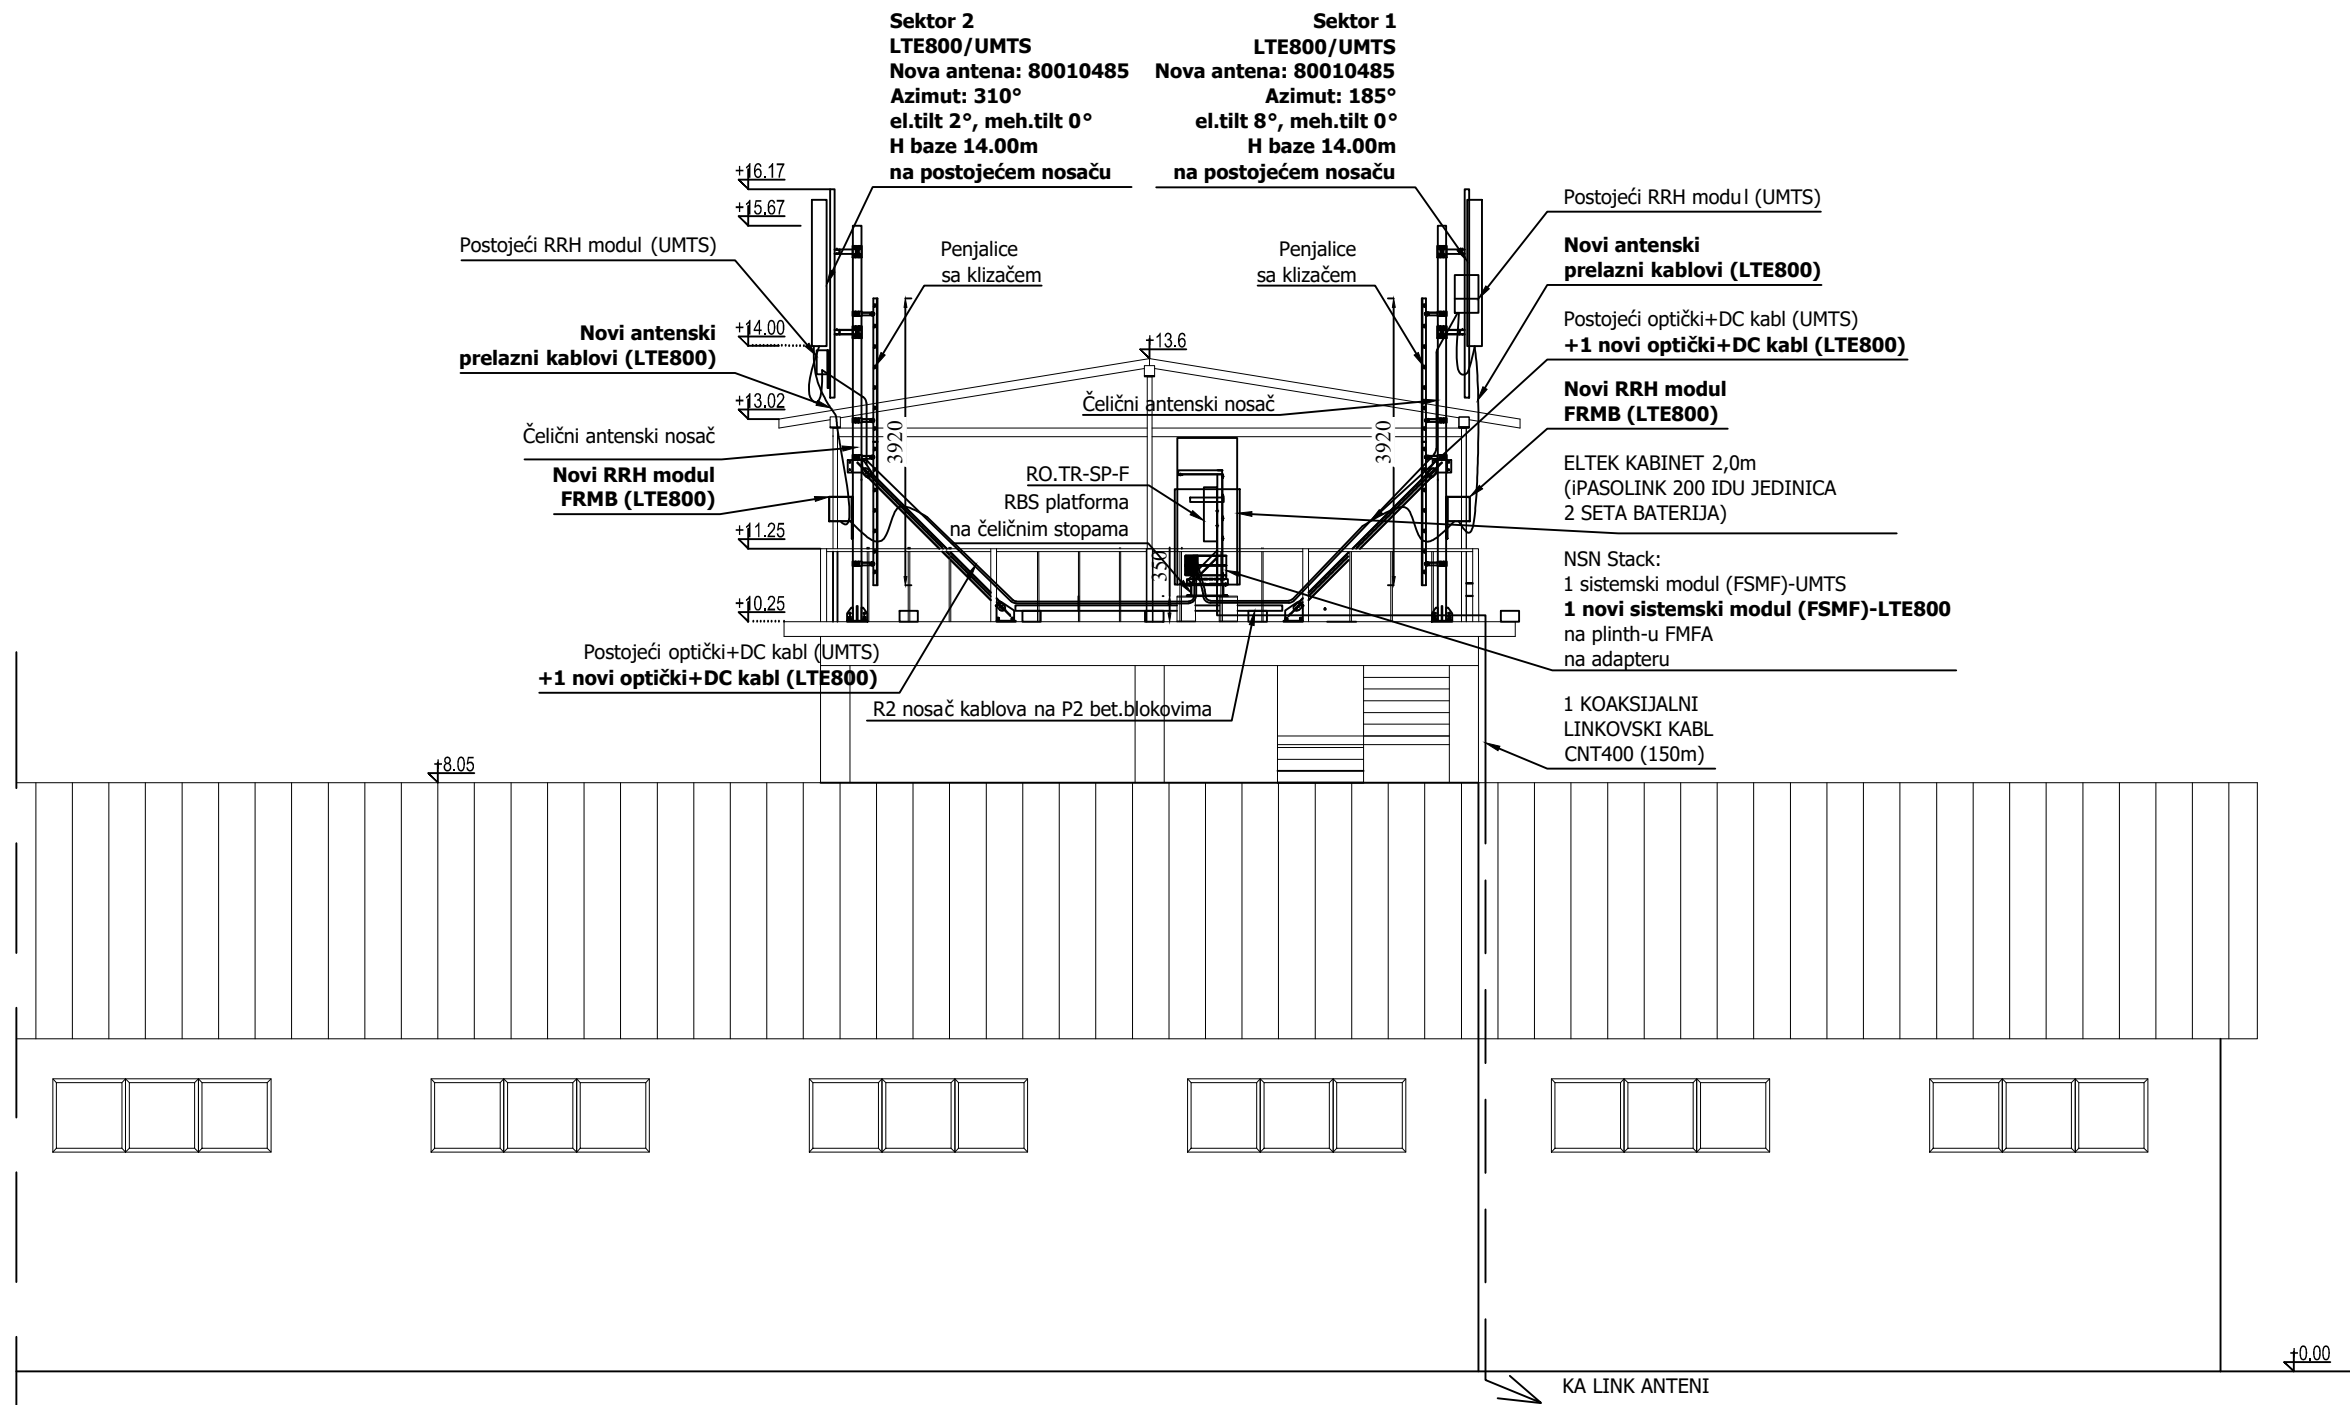 Sektor 2
LTE800/UMTS
Nova antena: 80010485
Azimut: 310°
el.tilt 2°, meh.tilt 0°
H baze 14.00m
na postojećem nosaču
Sektor 1
LTE800/UMTS
Nova antena: 80010485
Azimut: 185°
el.tilt 8°, meh.tilt 0°
H baze 14.00m
na postojećem nosaču
+16.17
+15.67
Postojeći RRH modul (UMTS)
Penjalice
sa klizačem
Penjalice
sa klizačem
Postojeći RRH modul (UMTS)
Novi antenski
prelazni kablovi (LTE800)
Novi antenski
prelazni kablovi (LTE800)
+14.00
+13.6
Postojeći optički+DC kabl (UMTS)
+1 novi optički+DC kabl (LTE800)
+13.02
Čelični antenski nosač
Novi RRH modul
FRMB (LTE800)
Čelični antenski nosač
3920
3920
Novi RRH modul
FRMB (LTE800)
RO.TR-SP-F
RBS platforma
na čeličnim stopama
ELTEK KABINET 2,0m
(iPASOLINK 200 IDU JEDINICA
2 SETA BATERIJA)
+11.25
350
NSN Stack:
1 sistemski modul (FSMF)-UMTS
1 novi sistemski modul (FSMF)-LTE800
na plinth-u FMFA
na adapteru
+10.25
Postojeći optički+DC kabl (UMTS)
+1 novi optički+DC kabl (LTE800)
R2 nosač kablova na P2 bet.blokovima
1 KOAKSIJALNI
LINKOVSKI KABL
CNT400 (150m)
+8.05
+0.00
KA LINK ANTENI